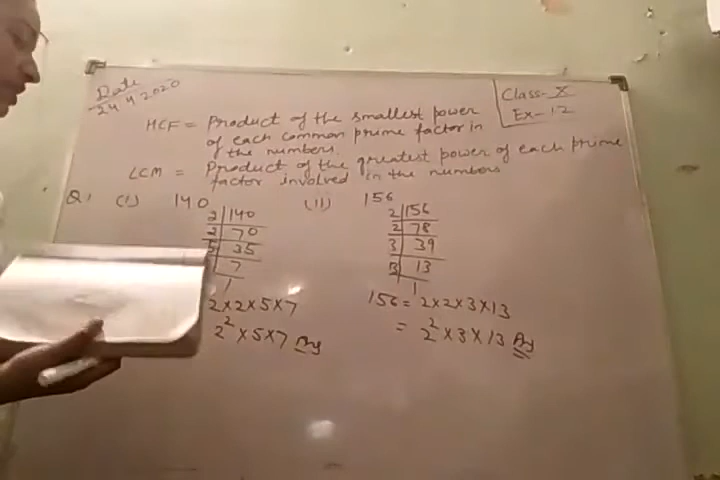 Date
24 4 2020
Class- X
Ex- 1.2
HCF = Product of the smallest power
of each common prime factor in
the numbers.
LCM = Product of the greatest power of each prime
factor involved in the numbers
Q1 (i) 140
2 | 140
2 | 70
5 | 35
7
1
2×2×5×7
2² ×5×7 Ans
(ii) 156
2 | 156
2 | 78
3 | 39
13
1
156 = 2×2×3×13
= 2² ×3×13 Ans